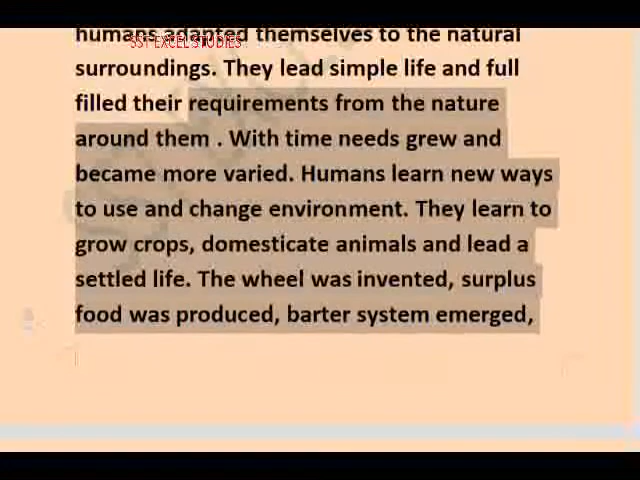 humans adapted themselves to the natural
SST EXCEL STUDIES
surroundings. They lead simple life and full
filled their requirements from the nature
around them . With time needs grew and
became more varied. Humans learn new ways
to use and change environment. They learn to
grow crops, domesticate animals and lead a
settled life. The wheel was invented, surplus
food was produced, barter system emerged,